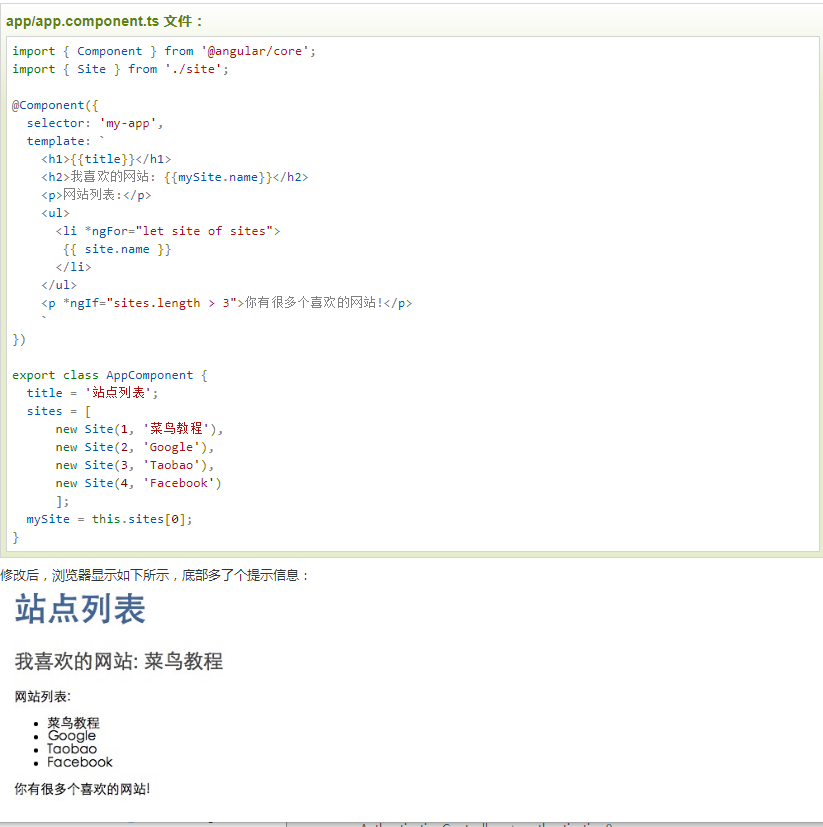 app/app.component.ts 文件：
import { Component } from '@angular/core';
import { Site } from './site';
@Component({
  selector: 'my-app',
  template: `
    <h1>{{title}}</h1>
    <h2>我喜欢的网站: {{mySite.name}}</h2>
    <p>网站列表:</p>
    <ul>
      <li *ngFor="let site of sites">
       {{ site.name }}
      </li>
    </ul>
    <p *ngIf="sites.length > 3">你有很多个喜欢的网站!</p>
    `
})
export class AppComponent {
  title = '站点列表';
  sites = [
      new Site(1, '菜鸟教程'),
      new Site(2, 'Google'),
      new Site(3, 'Taobao'),
      new Site(4, 'Facebook')
      ];
  mySite = this.sites[0];
}
修改后，浏览器显示如下所示，底部多了个提示信息：
站点列表
我喜欢的网站: 菜鸟教程
网站列表:
• 菜鸟教程
• Google
• Taobao
• Facebook
你有很多个喜欢的网站!